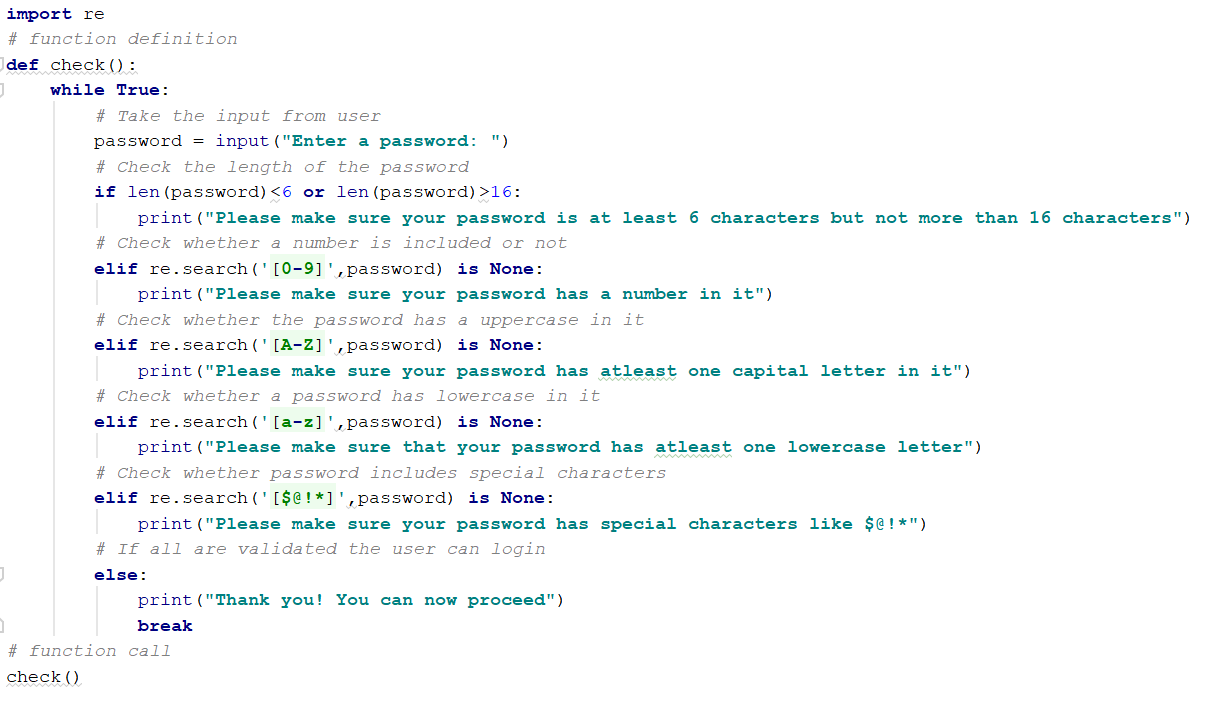 import re
# function definition
def check():
    while True:
        # Take the input from user
        password = input("Enter a password: ")
        # Check the length of the password
        if len(password)<6 or len(password)>16:
            print("Please make sure your password is at least 6 characters but not more than 16 characters")
        # Check whether a number is included or not
        elif re.search('[0-9]',password) is None:
            print("Please make sure your password has a number in it")
        # Check whether the password has a uppercase in it
        elif re.search('[A-Z]',password) is None:
            print("Please make sure your password has atleast one capital letter in it")
        # Check whether a password has lowercase in it
        elif re.search('[a-z]',password) is None:
            print("Please make sure that your password has atleast one lowercase letter")
        # Check whether password includes special characters
        elif re.search('[$@!*]',password) is None:
            print("Please make sure your password has special characters like $@!*")
        # If all are validated the user can login
        else:
            print("Thank you! You can now proceed")
            break
# function call
check()